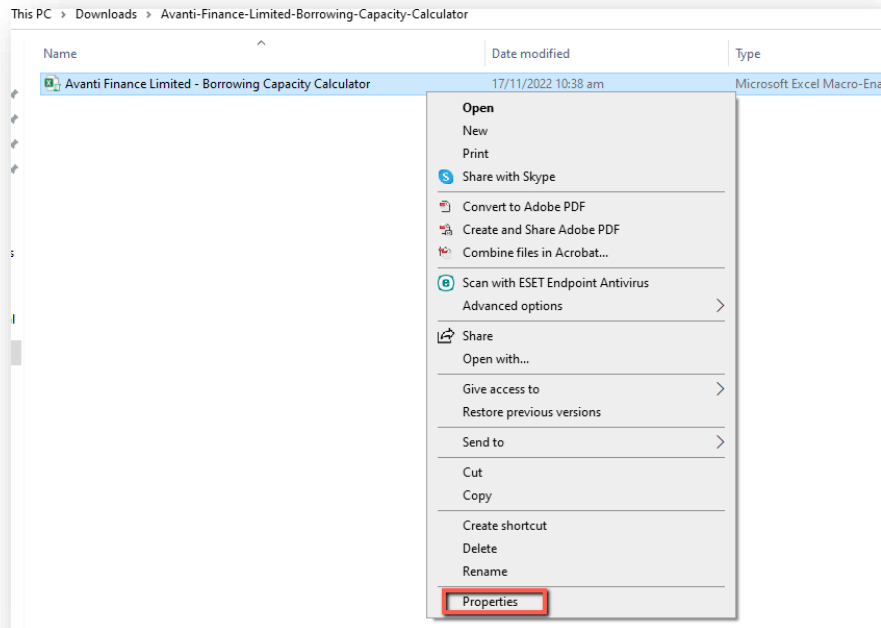 This PC > Downloads > Avanti-Finance-Limited-Borrowing-Capacity-Calculator
Name Date modified Type
Avanti Finance Limited - Borrowing Capacity Calculator 17/11/2022 10:38 am Microsoft Excel Macro-Ena
Open
New
Print
Share with Skype
Convert to Adobe PDF
Create and Share Adobe PDF
Combine files in Acrobat...
Scan with ESET Endpoint Antivirus
Advanced options
Share
Open with...
Give access to
Restore previous versions
Send to
Cut
Copy
Create shortcut
Delete
Rename
Properties